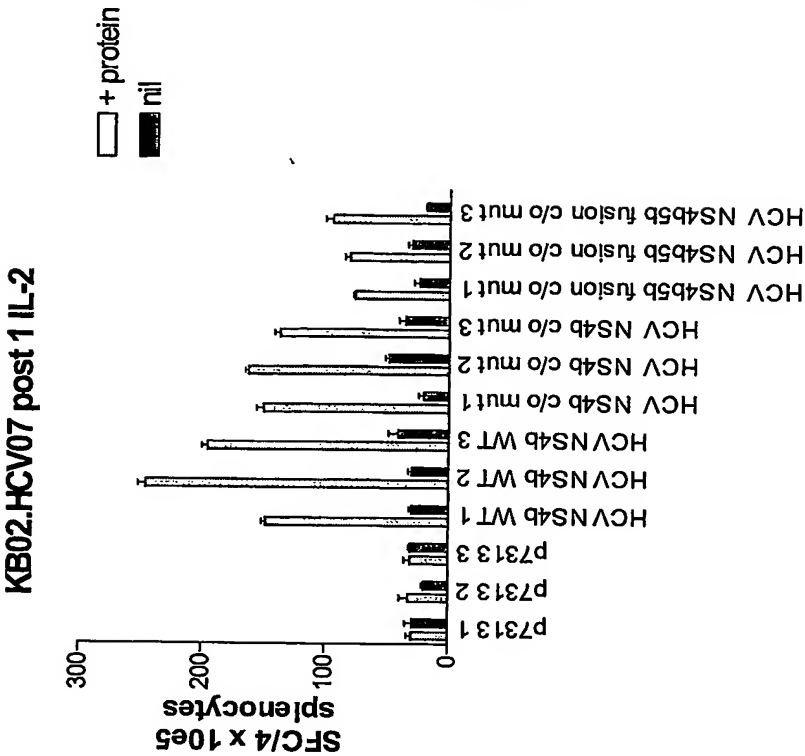 KB02.HCV07 post 1 IL-2
+ protein
nil
SFC/4 x 10e5
splenocytes
300
200
100
0
p7313 1
p7313 2
p7313 3
HCV NS4b WT 1
HCV NS4b WT 2
HCV NS4b WT 3
HCV NS4b c/o mut 1
HCV NS4b c/o mut 2
HCV NS4b c/o mut 3
HCV NS4b5b fusion c/o mut 1
HCV NS4b5b fusion c/o mut 2
HCV NS4b5b fusion c/o mut 3